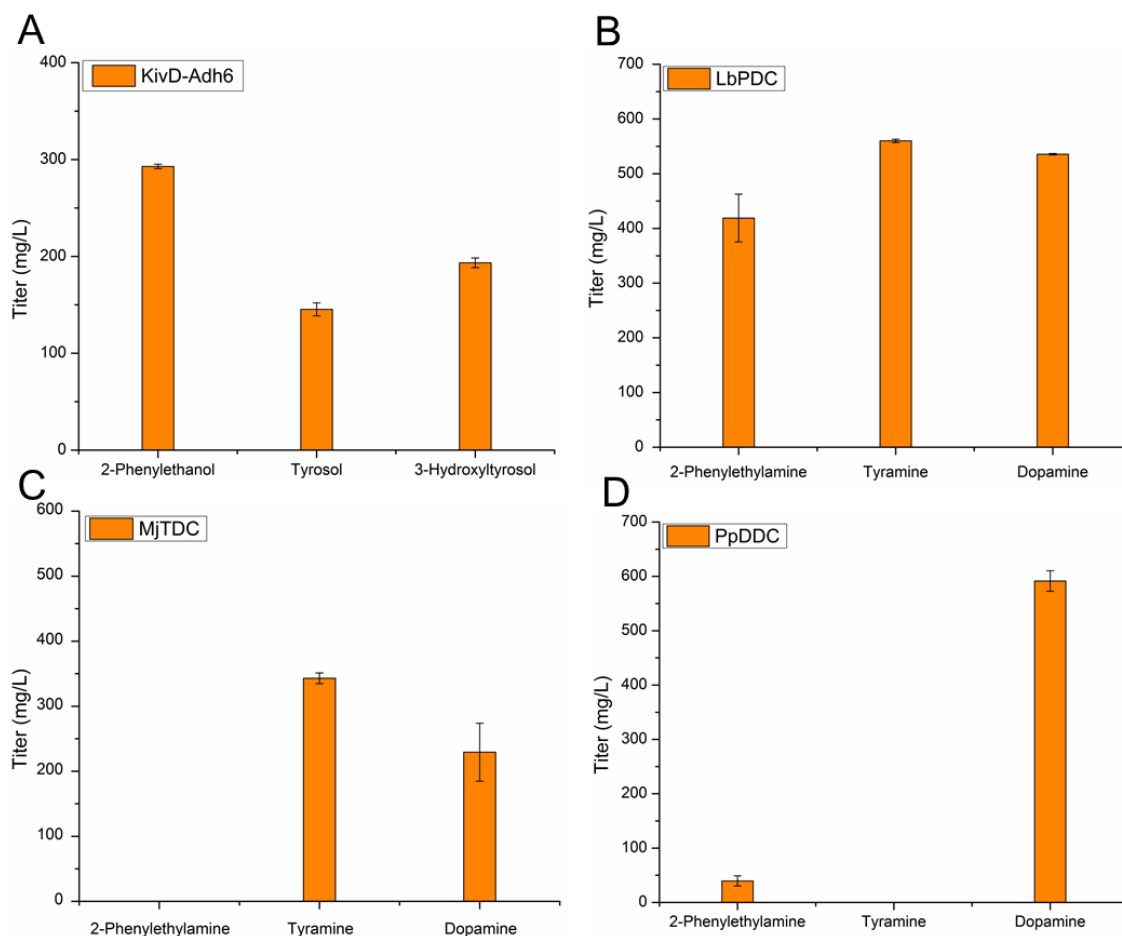 A
KivD-Adh6
400
300
200
100
0
Titer (mg/L)
2-Phenylethanol Tyrosol 3-Hydroxyltyrosol
B
LbPDC
700
600
500
400
300
200
100
0
Titer (mg/L)
2-Phenylethylamine Tyramine Dopamine
C
MjTDC
600
500
400
300
200
100
0
Titer (mg/L)
2-Phenylethylamine Tyramine Dopamine
D
PpDDC
700
600
500
400
300
200
100
0
Titer (mg/L)
2-Phenylethylamine Tyramine Dopamine